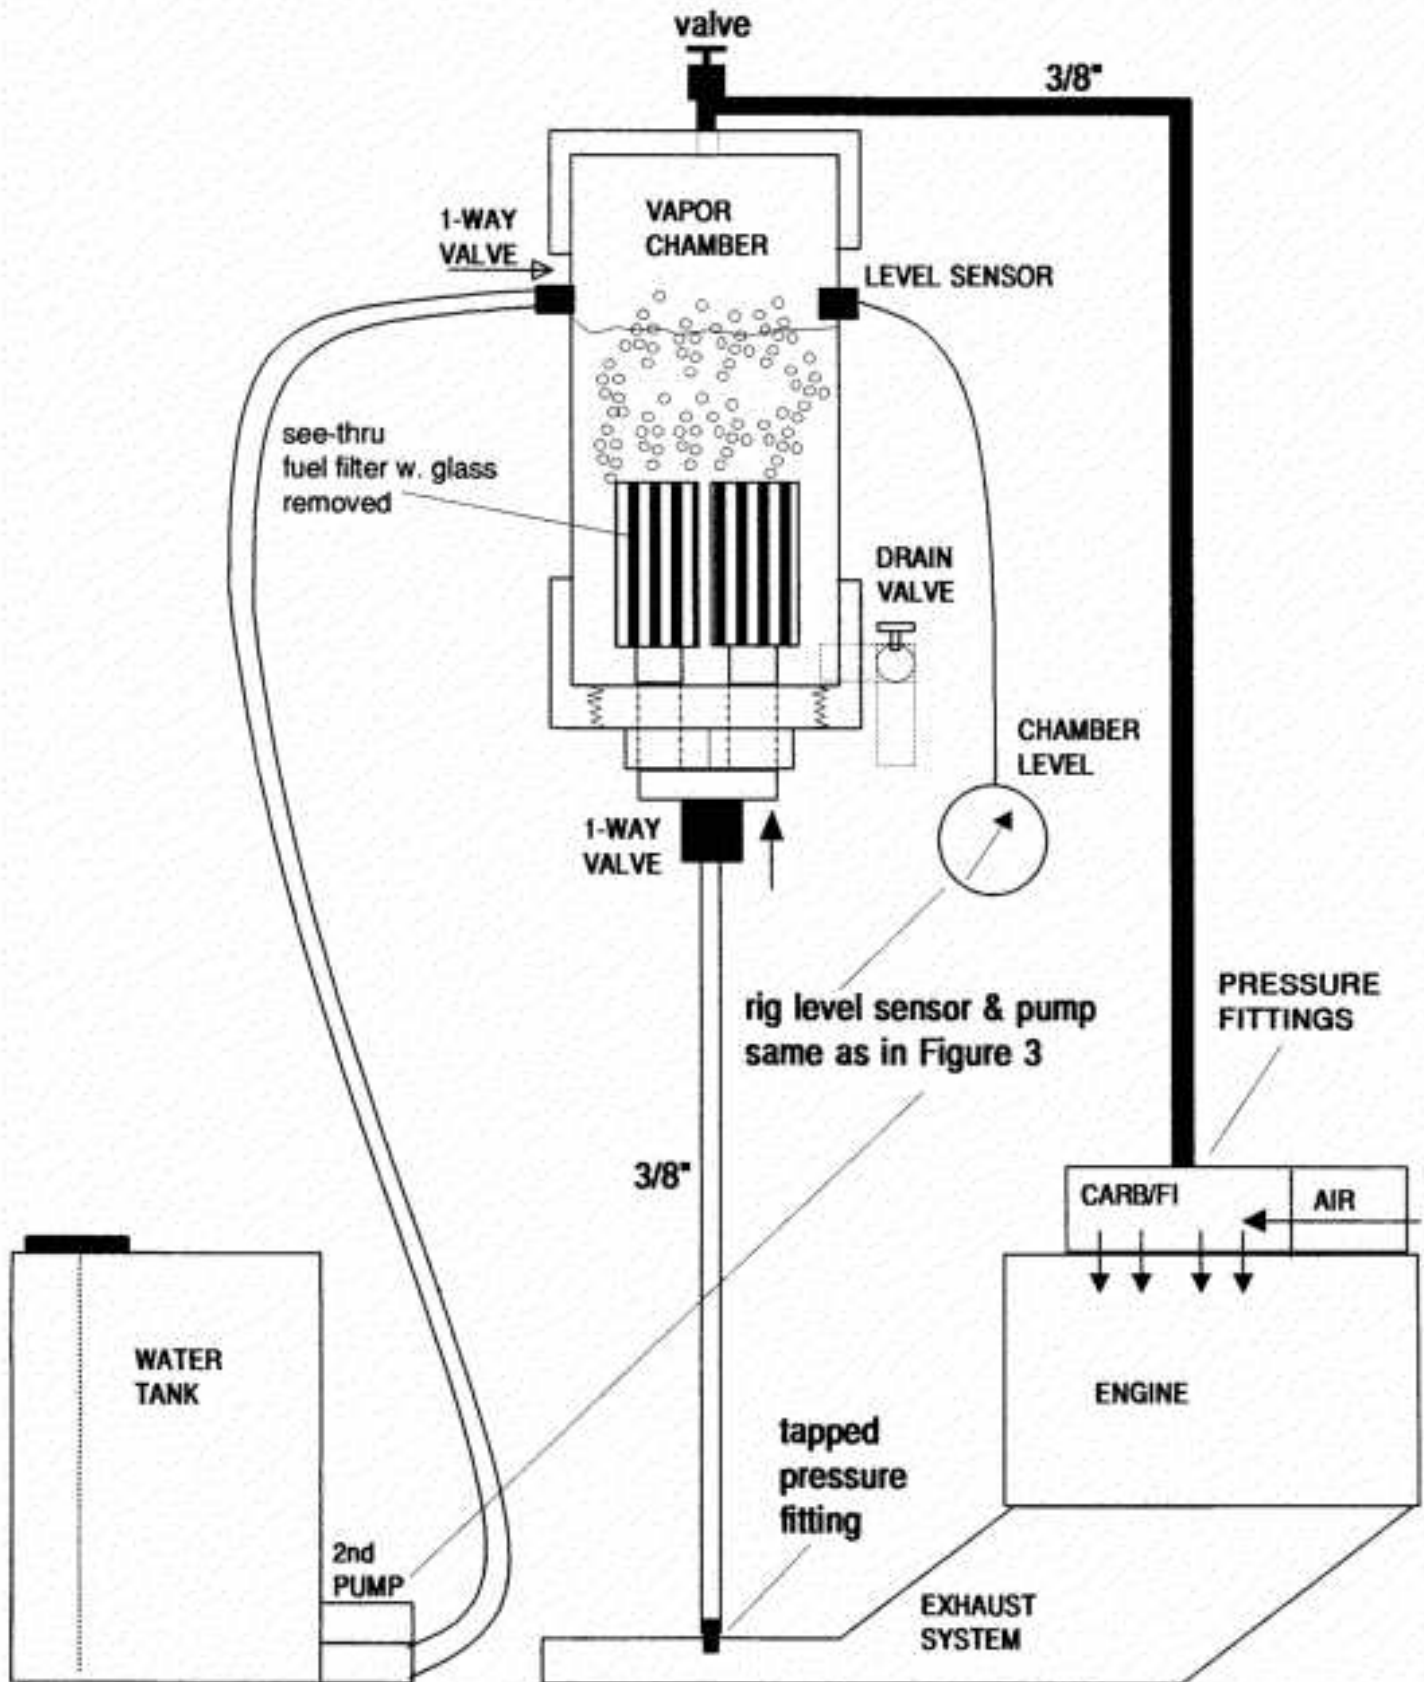 valve
3/8"
1-WAY
VALVE
VAPOR
CHAMBER
LEVEL SENSOR
see-thru
fuel filter w. glass
removed
DRAIN
VALVE
CHAMBER
LEVEL
1-WAY
VALVE
rig level sensor & pump
same as in Figure 3
PRESSURE
FITTINGS
3/8"
CARB/FI
AIR
WATER
TANK
ENGINE
tapped
pressure
fitting
2nd
PUMP
EXHAUST
SYSTEM